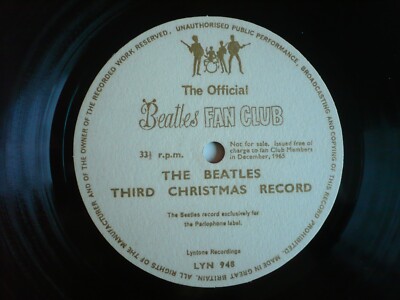 ALL RIGHTS OF THE MANUFACTURER AND OF THE OWNER OF THE RECORDED WORK RESERVED, UNAUTHORISED PUBLIC PERFORMANCE, BROADCASTING AND COPYING OF THIS RECORD PROHIBITED. MADE IN GREAT BRITAIN.
The Official
Beatles FAN CLUB
33⅓ r.p.m.
Not for sale. Issued free of
charge to fan Club Members
in December, 1965
THE BEATLES
THIRD CHRISTMAS RECORD
The Beatles record exclusively for
the Parlophone label.
Lyntone Recordings
LYN 948